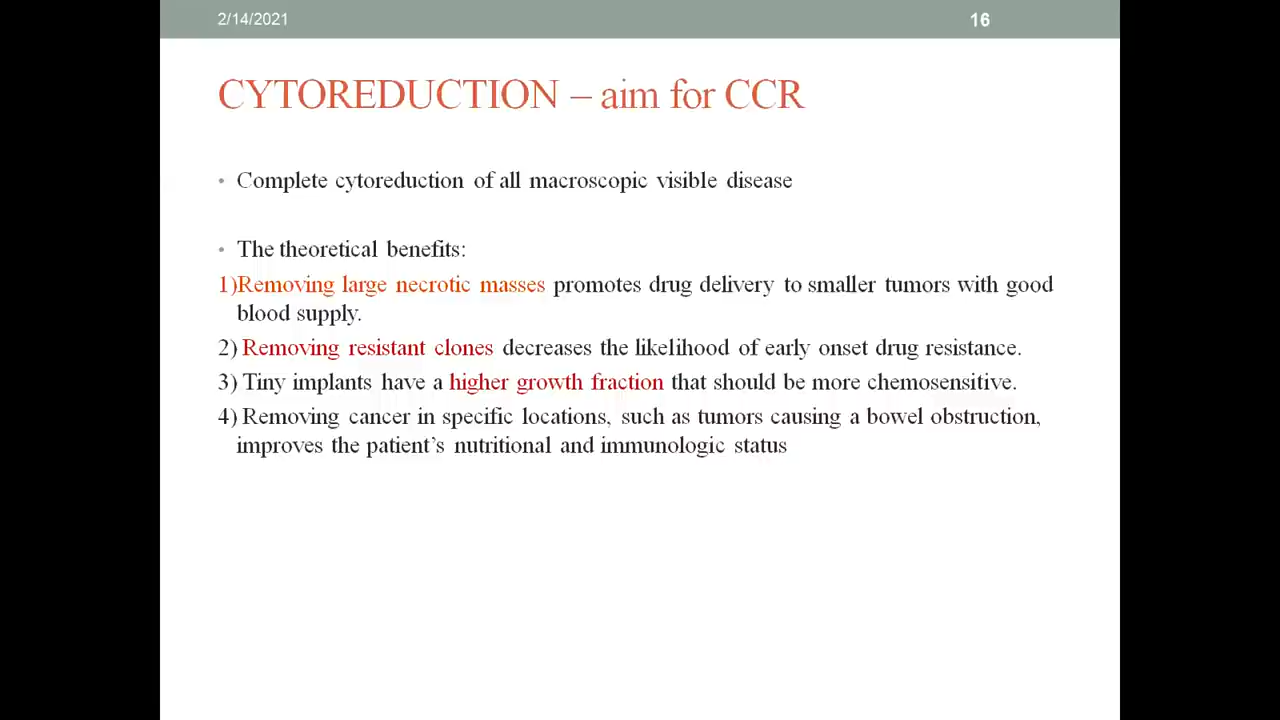 2/14/2021
16
CYTOREDUCTION – aim for CCR
• Complete cytoreduction of all macroscopic visible disease
• The theoretical benefits:
1)Removing large necrotic masses promotes drug delivery to smaller tumors with good
blood supply.
2) Removing resistant clones decreases the likelihood of early onset drug resistance.
3) Tiny implants have a higher growth fraction that should be more chemosensitive.
4) Removing cancer in specific locations, such as tumors causing a bowel obstruction,
improves the patient’s nutritional and immunologic status